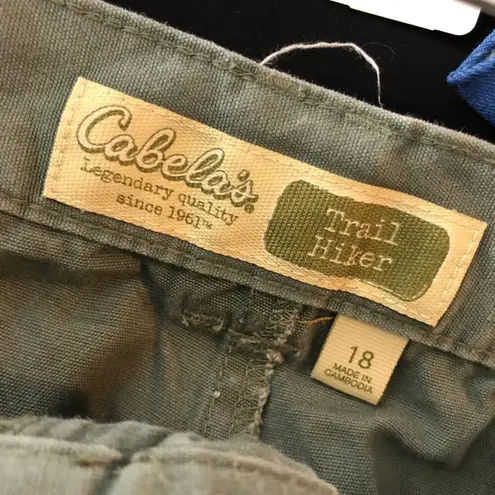 Cabela's®
Legendary quality
since 1961™
Trail
Hiker
18
MADE IN
CAMBODIA